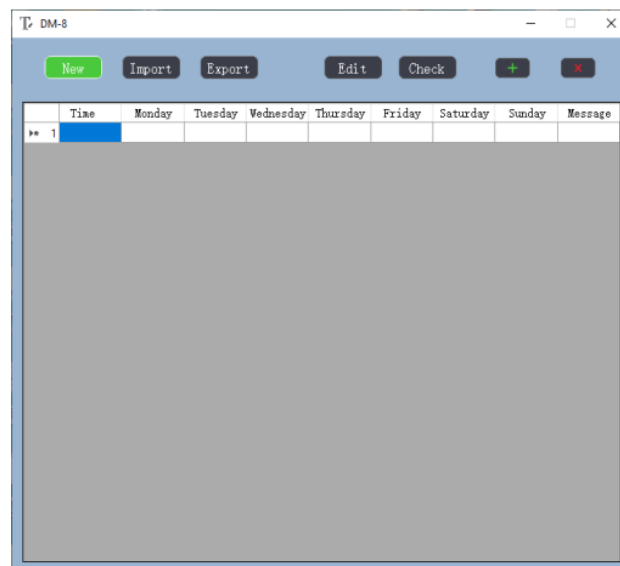 DM-8
New Import Export Edit Check + ×
Time Monday Tuesday Wednesday Thursday Friday Saturday Sunday Message
1